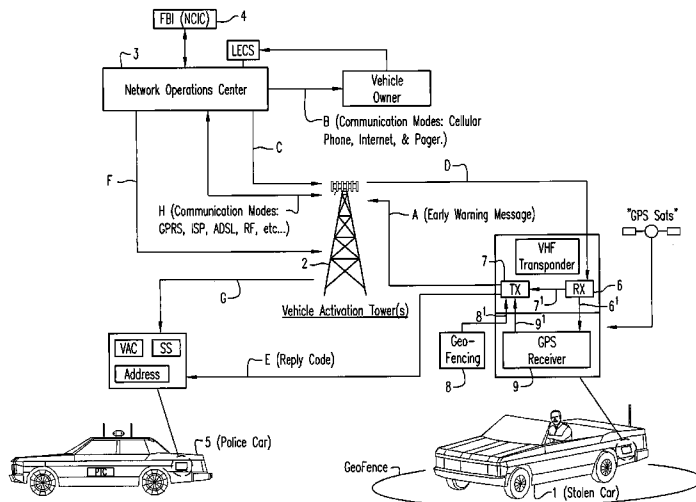 FBI (NCIC)
4
3
LECS
Network Operations Center
Vehicle
Owner
B (Communication Modes: Cellular
Phone, Internet, & Pager.)
C
D
F
H (Communication Modes:
GPRS, iSP, ADSL, RF, etc...)
A (Early Warning Message)
"GPS Sats"
2
VHF
Transponder
7
TX
RX
6
7¹
6¹
8¹
9¹
G
Vehicle Activation Tower(s)
Geo-
Fencing
8
GPS
Receiver
9
VAC
SS
Address
E (Reply Code)
5 (Police Car)
PTC
GeoFence
1 (Stolen Car)